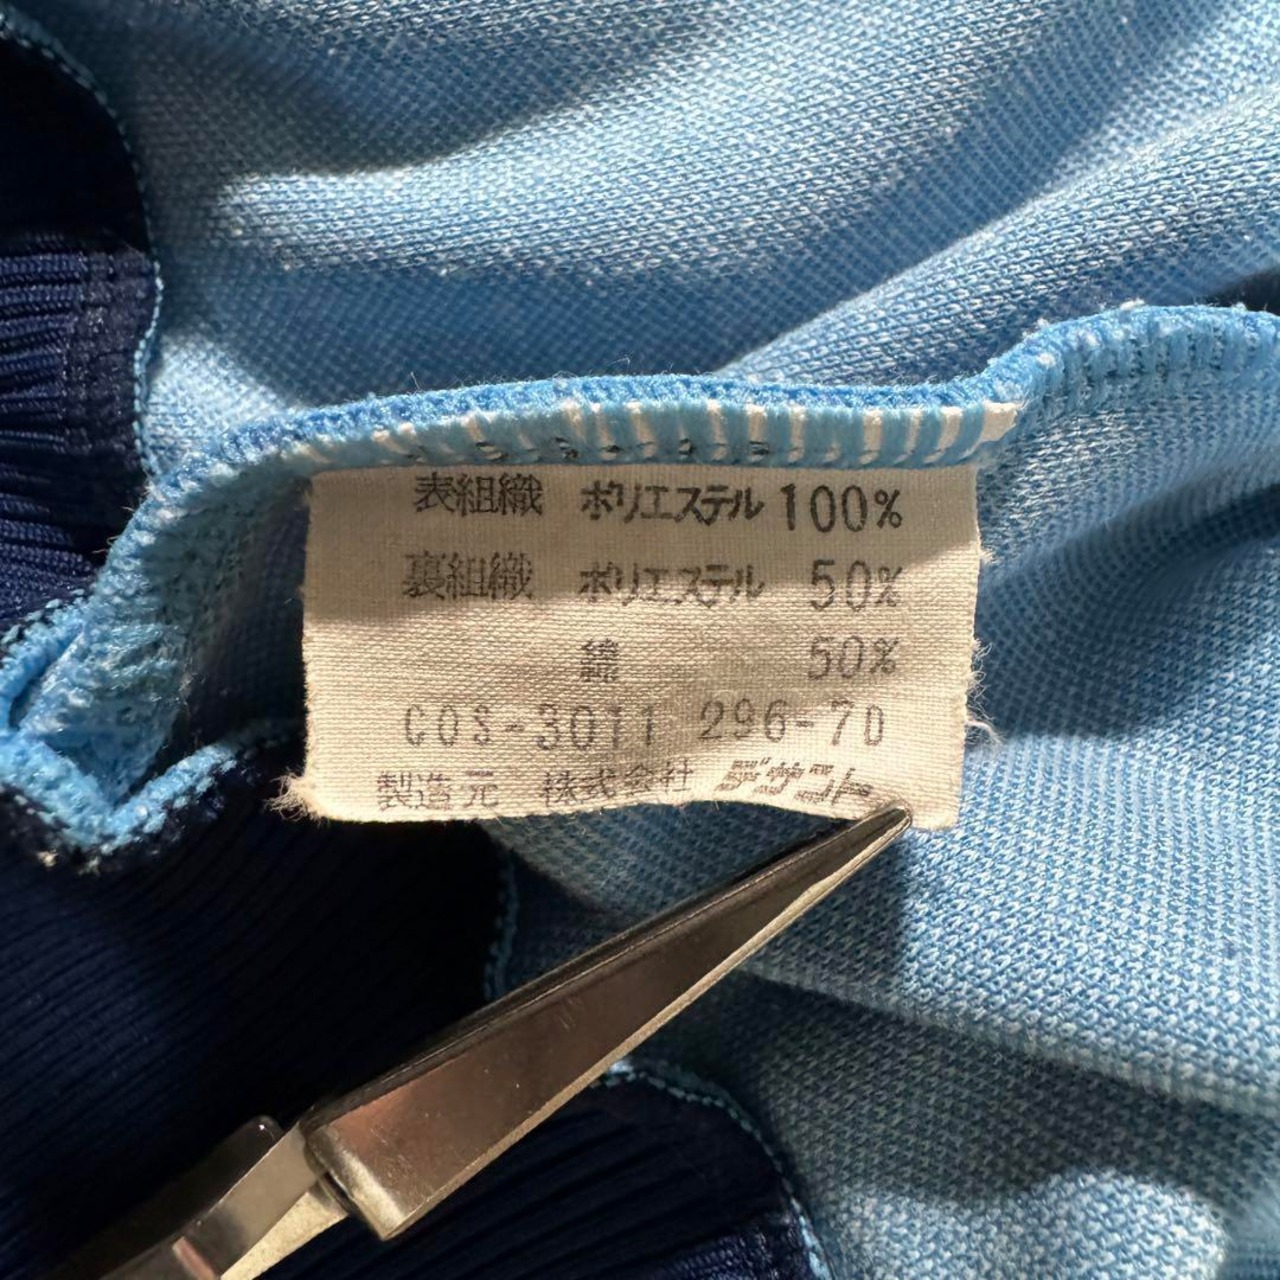 表組織 ポリエステル 100%
裏組織 ポリエステル 50%
綿 50%
COS-3011 296-70
製造元 株式会社 デサント